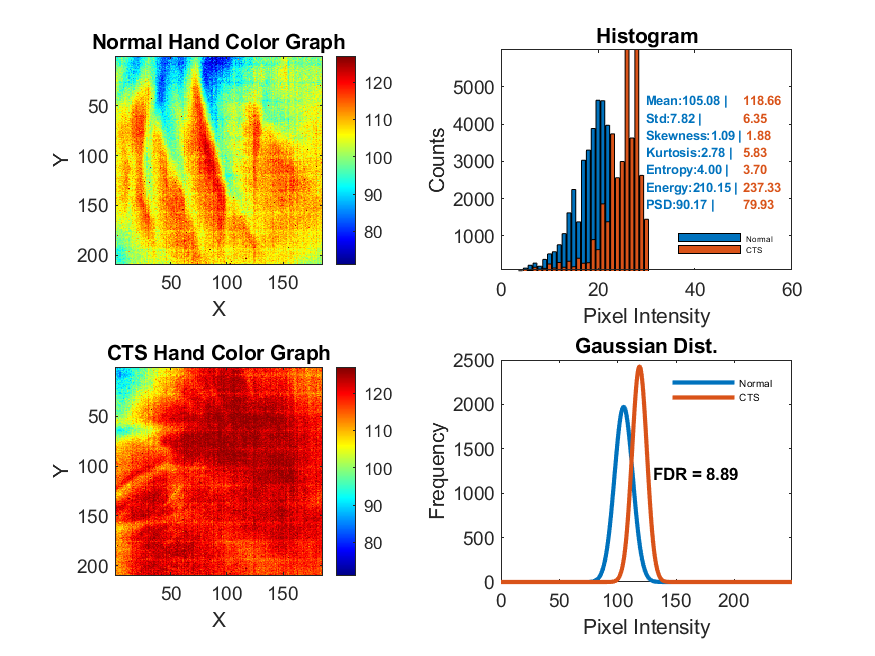 Normal Hand Color Graph
50
100
150
200
Y
50 100 150
X
120
110
100
90
80
Histogram
5000
4000
3000
2000
1000
Counts
Mean:105.08 | 118.66
Std:7.82 | 6.35
Skewness:1.09 | 1.88
Kurtosis:2.78 | 5.83
Entropy:4.00 | 3.70
Energy:210.15 | 237.33
PSD:90.17 | 79.93
Normal
CTS
0 20 40 60
Pixel Intensity
CTS Hand Color Graph
50
100
150
200
Y
50 100 150
X
120
110
100
90
80
Gaussian Dist.
2500
2000
1500
1000
500
0
Frequency
Normal
CTS
FDR = 8.89
0 50 100 150 200
Pixel Intensity